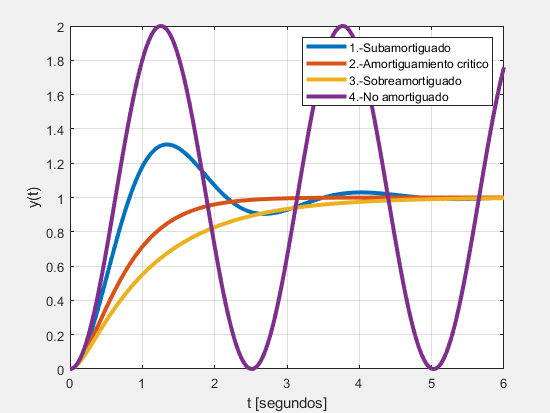 2
1.8
1.6
1.4
1.2
1
0.8
0.6
0.4
0.2
0
y(t)
1.-Subamortiguado
2.-Amortiguamiento critico
3.-Sobreamortiguado
4.-No amortiguado
0 1 2 3 4 5 6
t [segundos]